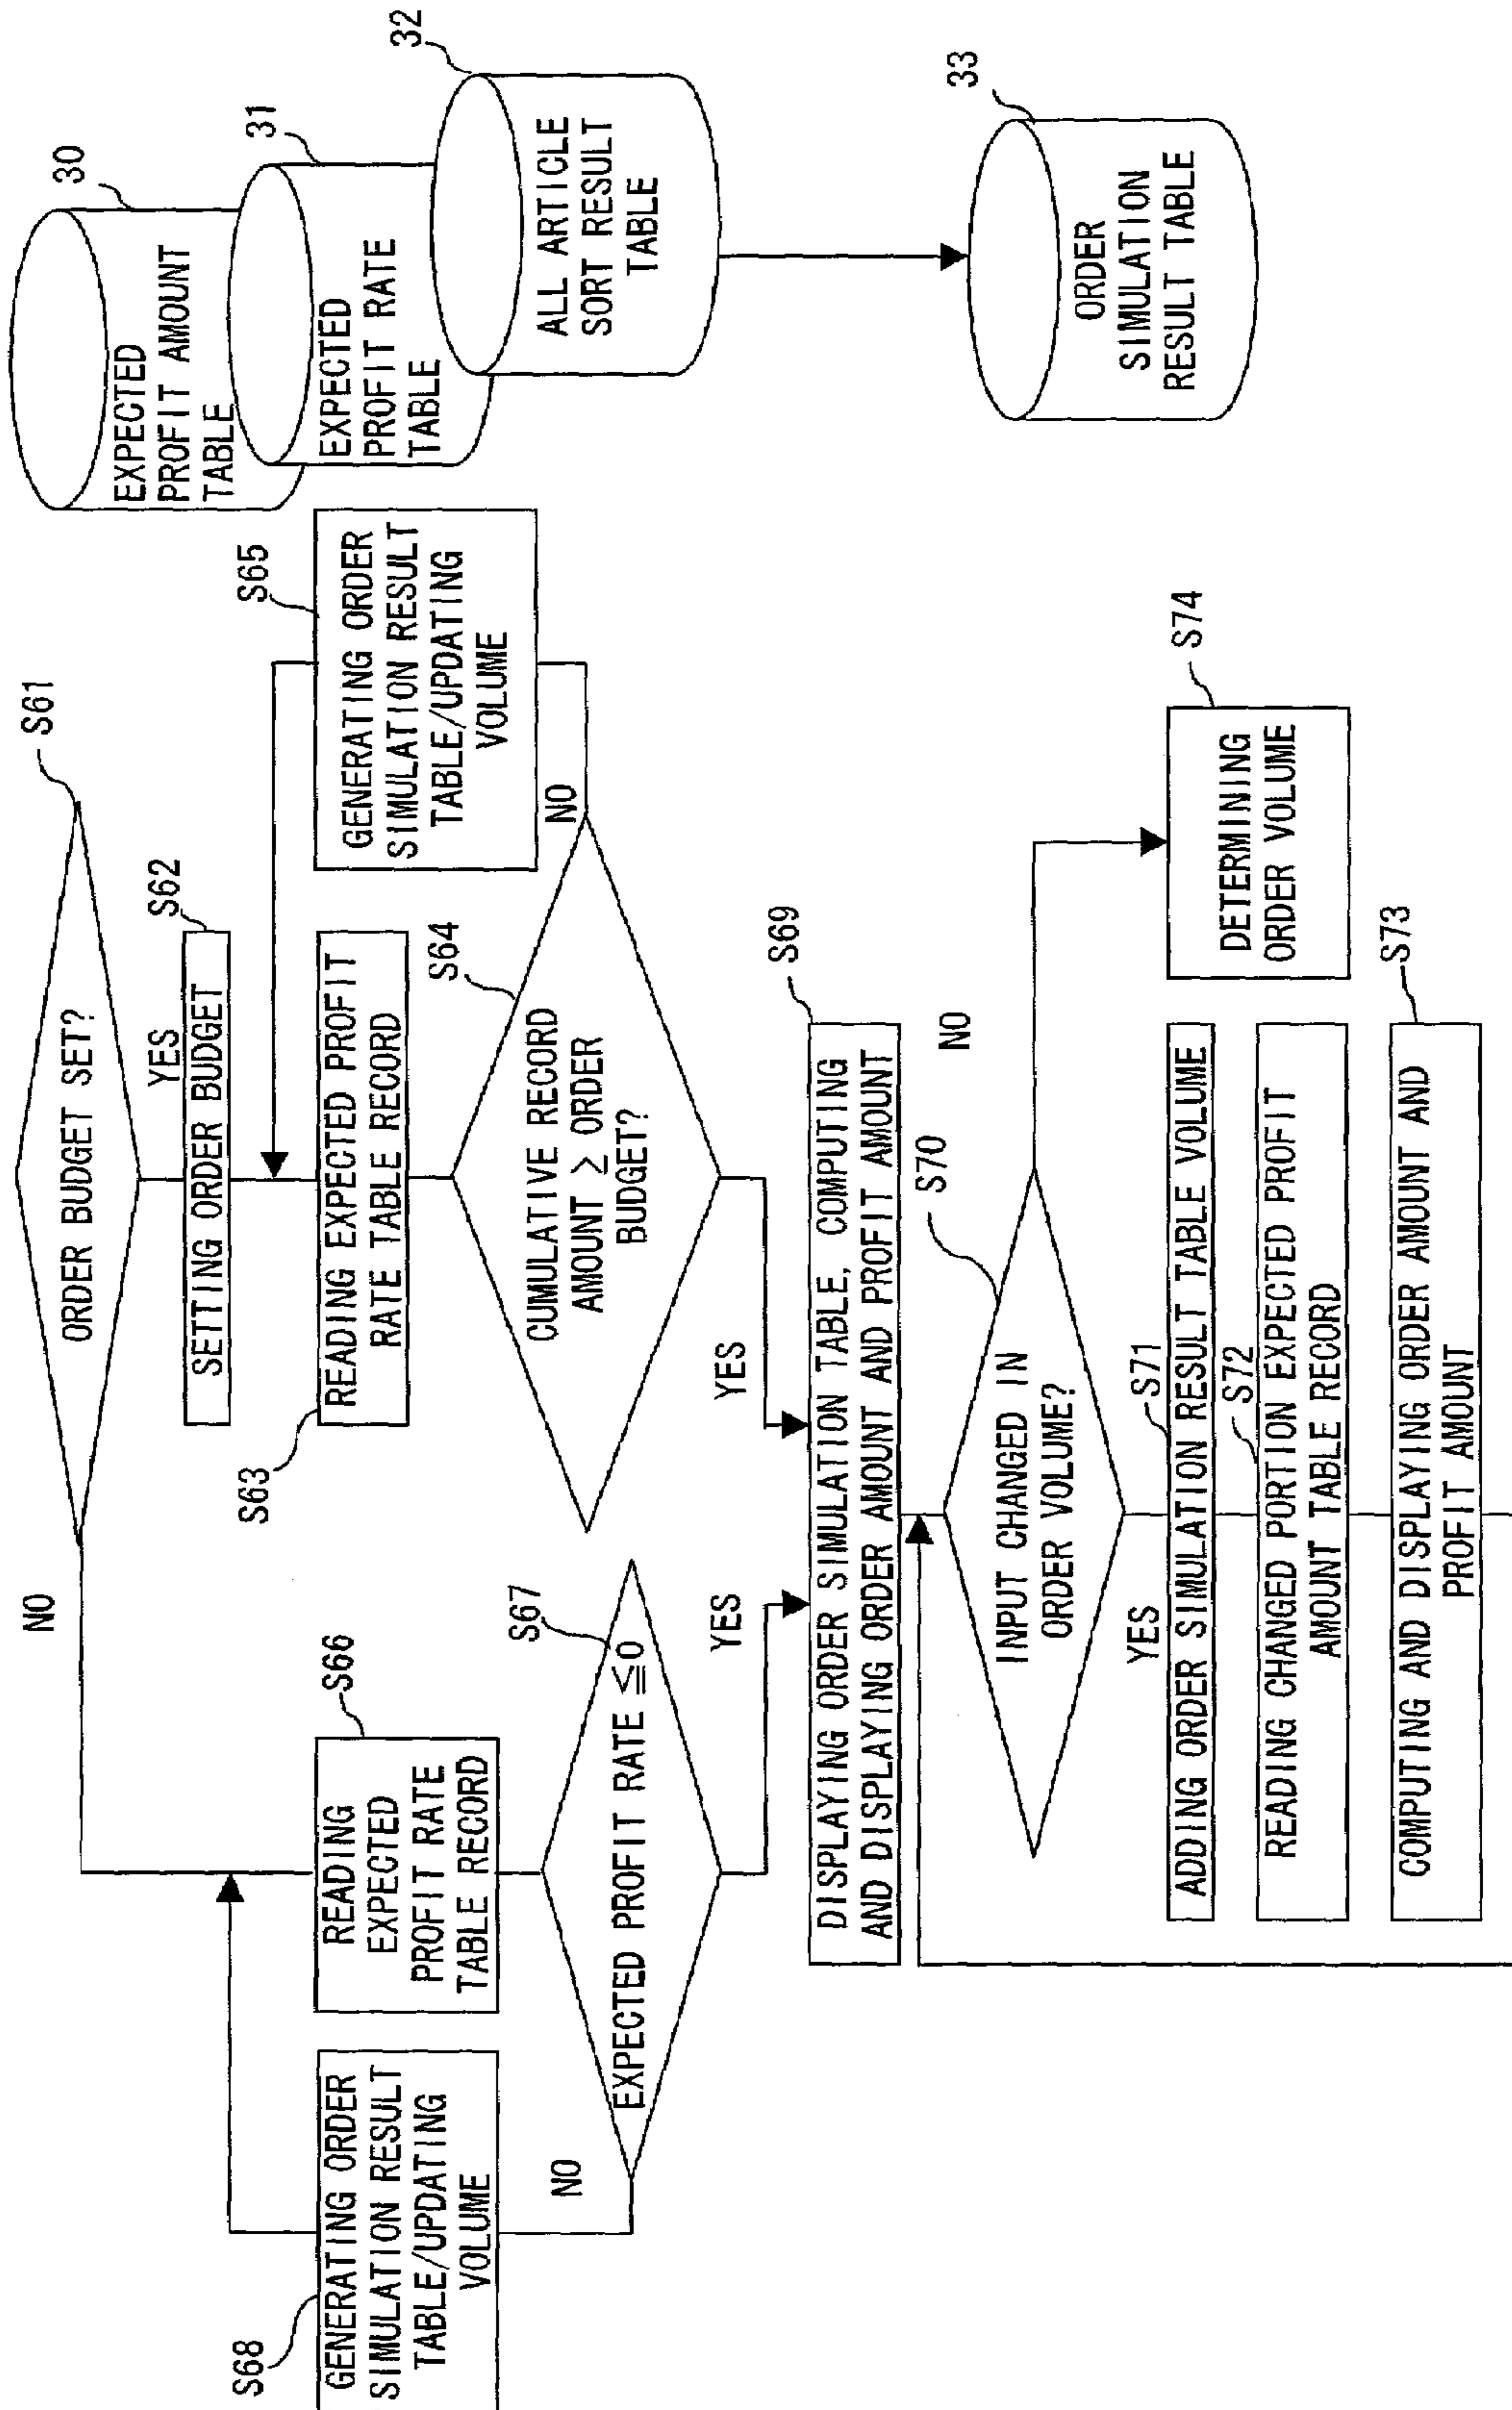 S61
ORDER BUDGET SET?
NO
YES
S62
SETTING ORDER BUDGET
S63
READING EXPECTED PROFIT
RATE TABLE RECORD
S64
CUMULATIVE RECORD
AMOUNT ≥ ORDER
BUDGET?
NO
YES
S65
GENERATING ORDER
SIMULATION RESULT
TABLE/UPDATING
VOLUME
S66
READING
EXPECTED
PROFIT RATE
TABLE RECORD
S67
EXPECTED PROFIT RATE ≦0
NO
YES
S68
GENERATING ORDER
SIMULATION RESULT
TABLE/UPDATING
VOLUME
S69
DISPLAYING ORDER SIMULATION TABLE, COMPUTING
AND DISPLAYING ORDER AMOUNT AND PROFIT AMOUNT
S70
INPUT CHANGED IN
ORDER VOLUME?
NO
YES
S71
ADDING ORDER SIMULATION RESULT TABLE VOLUME
S72
READING CHANGED PORTION EXPECTED PROFIT
AMOUNT TABLE RECORD
S73
COMPUTING AND DISPLAYING ORDER AMOUNT AND
PROFIT AMOUNT
S74
DETERMINING
ORDER VOLUME
30
EXPECTED
PROFIT AMOUNT
TABLE
31
EXPECTED
PROFIT RATE
TABLE
32
ALL ARTICLE
SORT RESULT
TABLE
33
ORDER
SIMULATION
RESULT TABLE